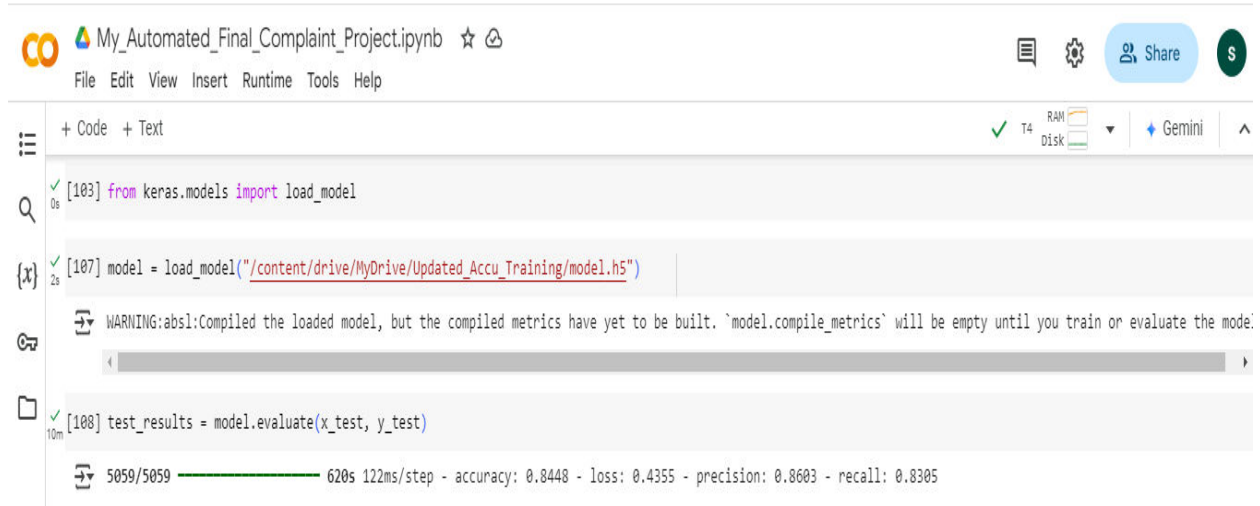 CO My_Automated_Final_Complaint_Project.ipynb
File Edit View Insert Runtime Tools Help
Share
S
+ Code + Text
T4 RAM Disk
Gemini
[103] from keras.models import load_model
0s
{x}
[107] model = load_model("/content/drive/MyDrive/Updated_Accu_Training/model.h5")
2s
WARNING:absl:Compiled the loaded model, but the compiled metrics have yet to be built. `model.compile_metrics` will be empty until you train or evaluate the model
[108] test_results = model.evaluate(x_test, y_test)
10m
5059/5059 620s 122ms/step - accuracy: 0.8448 - loss: 0.4355 - precision: 0.8603 - recall: 0.8305